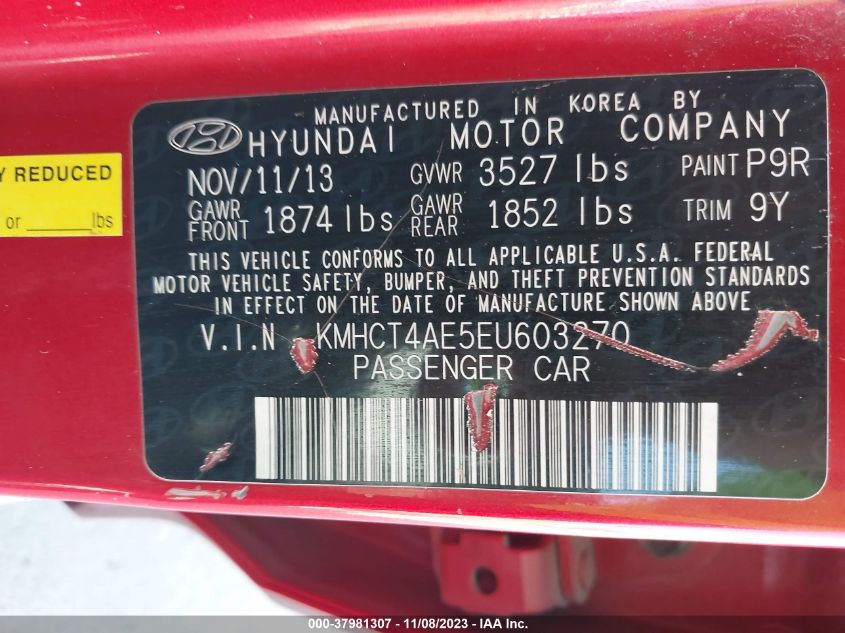 MANUFACTURED IN KOREA BY
HYUNDAI MOTOR COMPANY
NOV/11/13 GVWR 3527 lbs PAINT P9R
GAWR FRONT 1874 lbs GAWR REAR 1852 lbs TRIM 9Y
THIS VEHICLE CONFORMS TO ALL APPLICABLE U.S.A. FEDERAL
MOTOR VEHICLE SAFETY, BUMPER, AND THEFT PREVENTION STANDARDS
IN EFFECT ON THE DATE OF MANUFACTURE SHOWN ABOVE
V.I.N KMHCT4AE5EU603270
PASSENGER CAR
Y REDUCED
or ______lbs
000-37981307 - 11/08/2023 - IAA Inc.